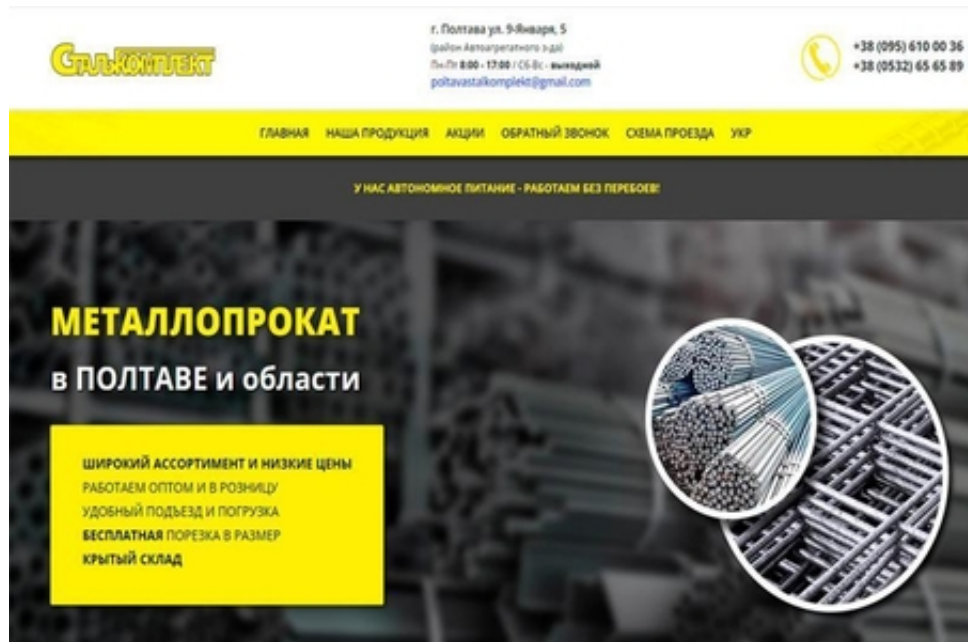 СТАЛЬКОМПЛЕКТ
г. Полтава ул. 9-Января, 5
(район Автоагрегатного з-да)
Пн-Пт 8:00 - 17:00 / Сб-Вс - выходной
poltavastalkomplekt@gmail.com
+38 (095) 610 00 36
+38 (0532) 65 65 89
ГЛАВНАЯ НАША ПРОДУКЦИЯ АКЦИИ ОБРАТНЫЙ ЗВОНОК СХЕМА ПРОЕЗДА УКР
У НАС АВТОНОМНОЕ ПИТАНИЕ - РАБОТАЕМ БЕЗ ПЕРЕБОЕВ!
МЕТАЛЛОПРОКАТ
в ПОЛТАВЕ и области
ШИРОКИЙ АССОРТИМЕНТ И НИЗКИЕ ЦЕНЫ
РАБОТАЕМ ОПТОМ И В РОЗНИЦУ
УДОБНЫЙ ПОДЪЕЗД И ПОГРУЗКА
БЕСПЛАТНАЯ ПОРЕЗКА В РАЗМЕР
КРЫТЫЙ СКЛАД